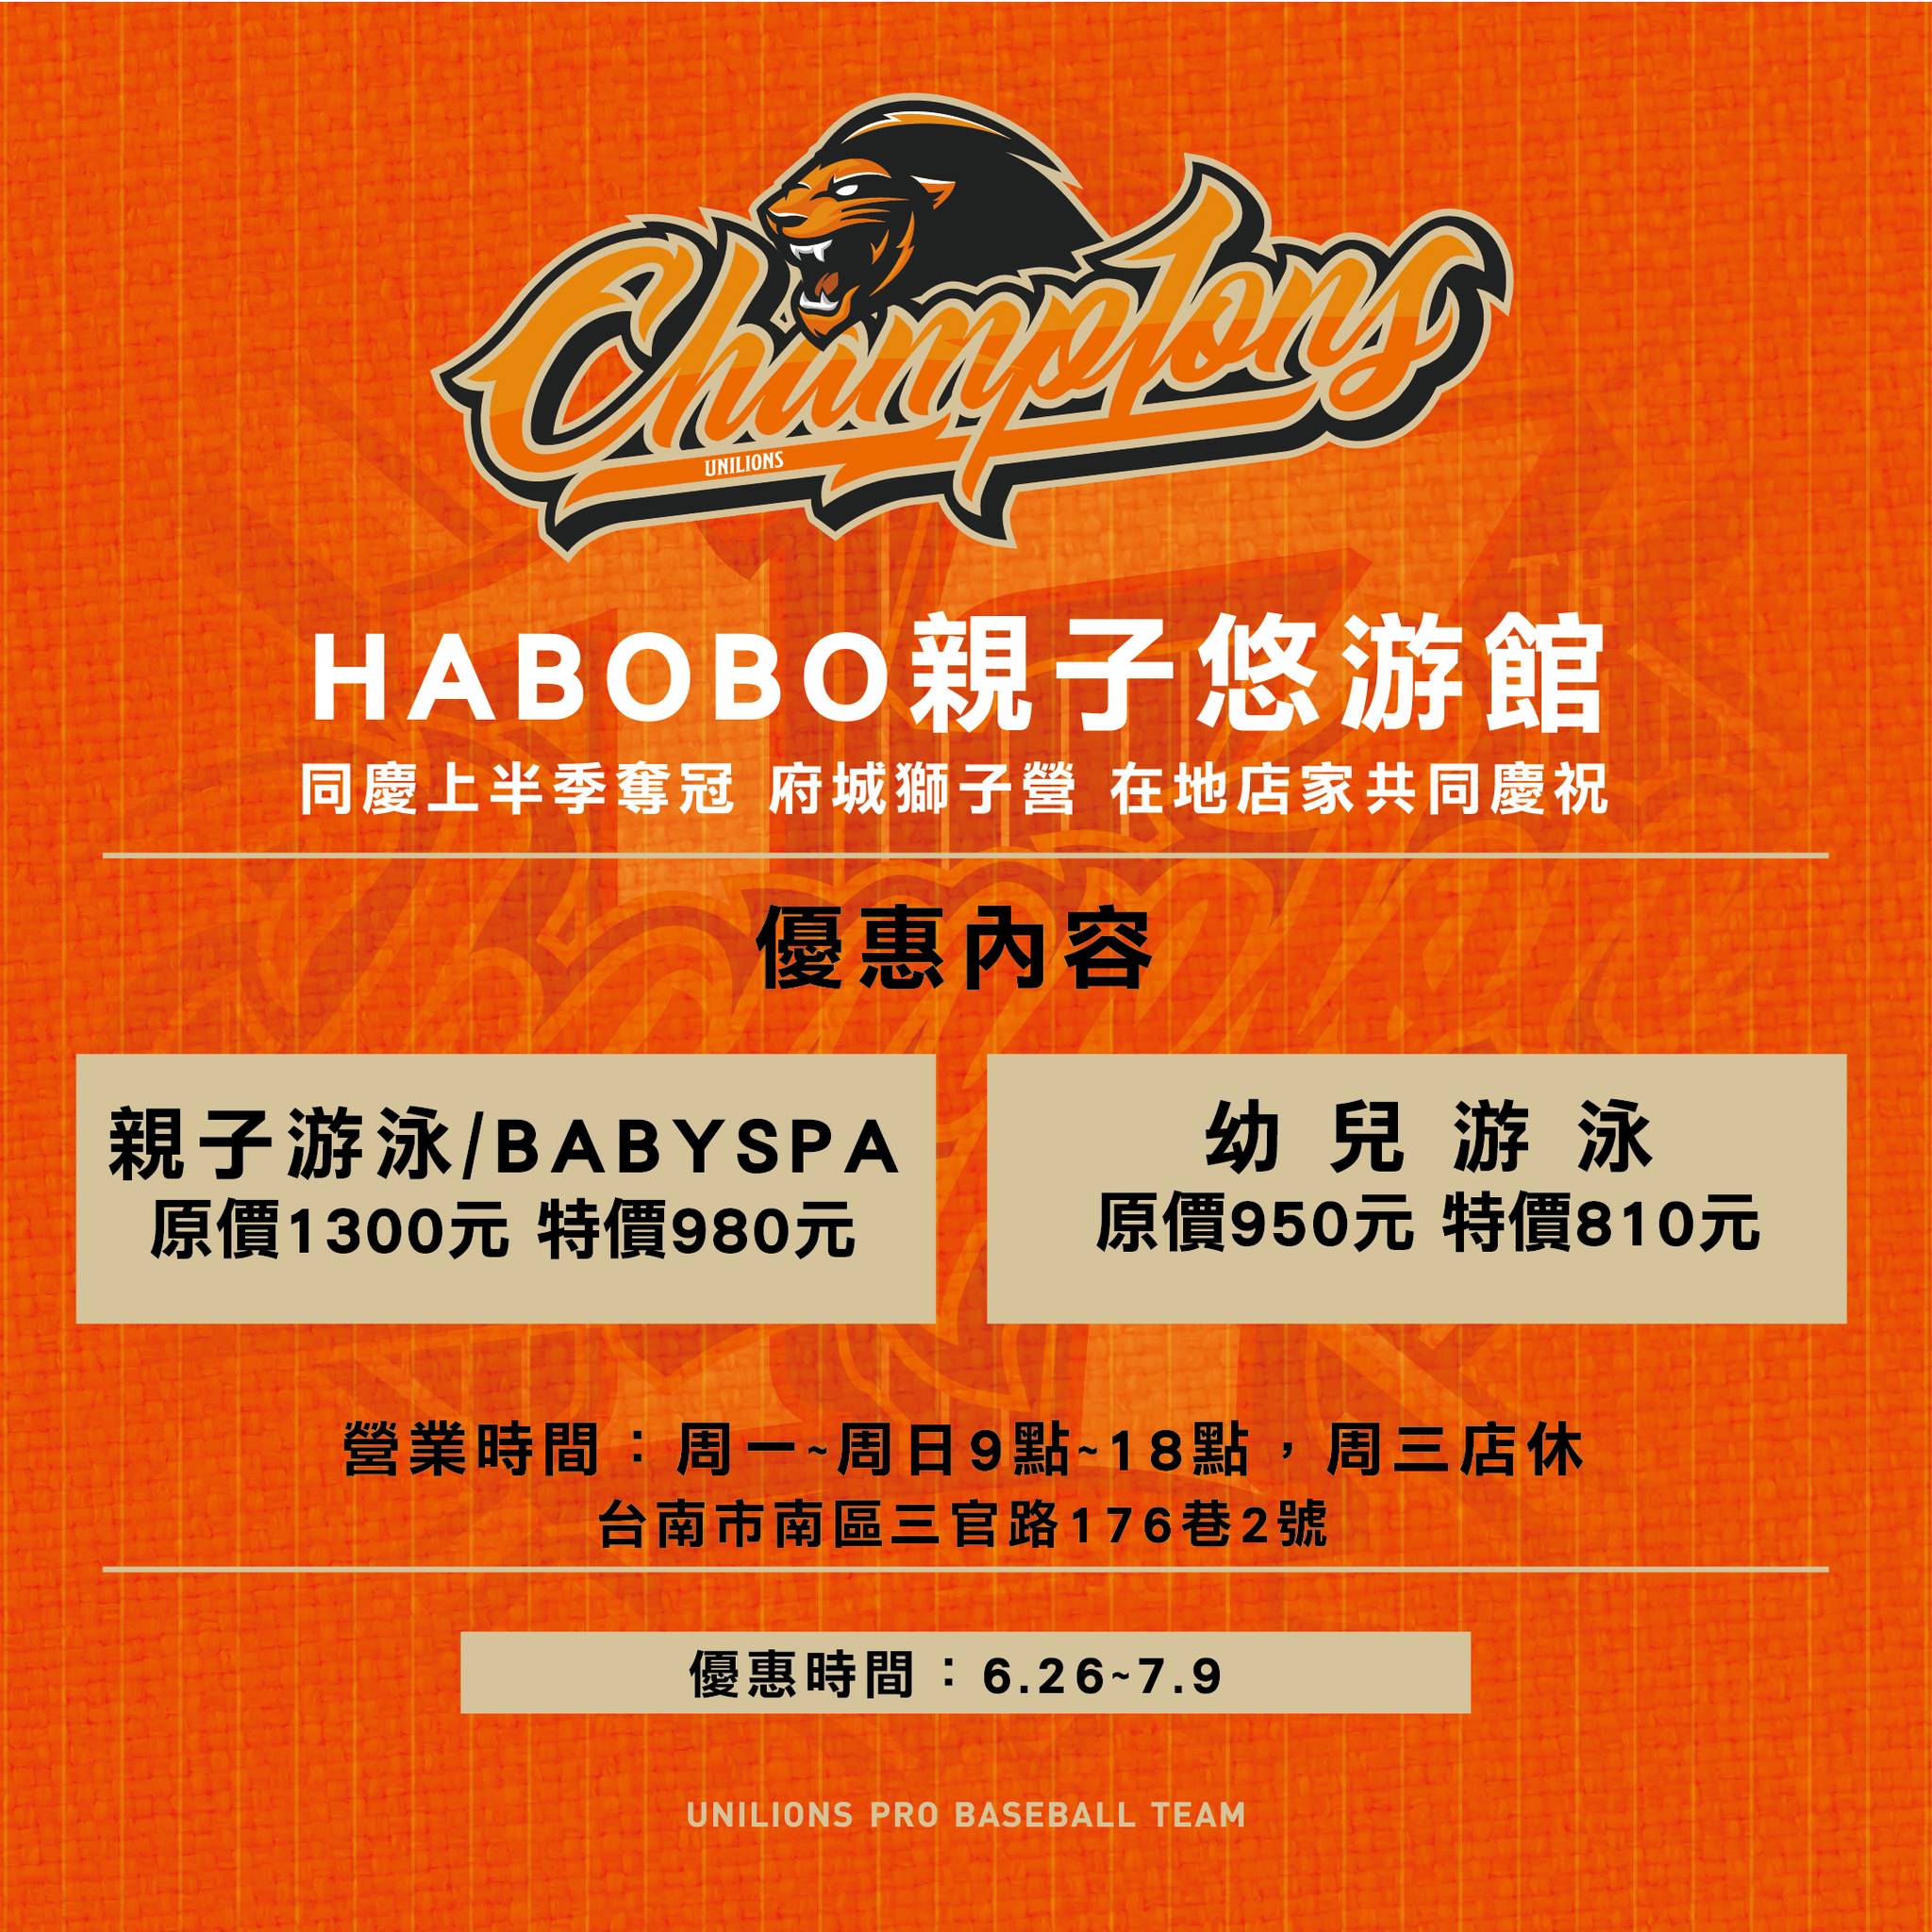 Champions
UNILIONS
TH
HABOBO親子悠游館
同慶上半季奪冠 府城獅子營 在地店家共同慶祝
優惠內容
親子游泳/BABYSPA
原價1300元 特價980元
幼兒游泳
原價950元 特價810元
營業時間：周一~周日9點~18點，周三店休
台南市南區三官路176巷2號
優惠時間：6.26~7.9
UNILIONS PRO BASEBALL TEAM